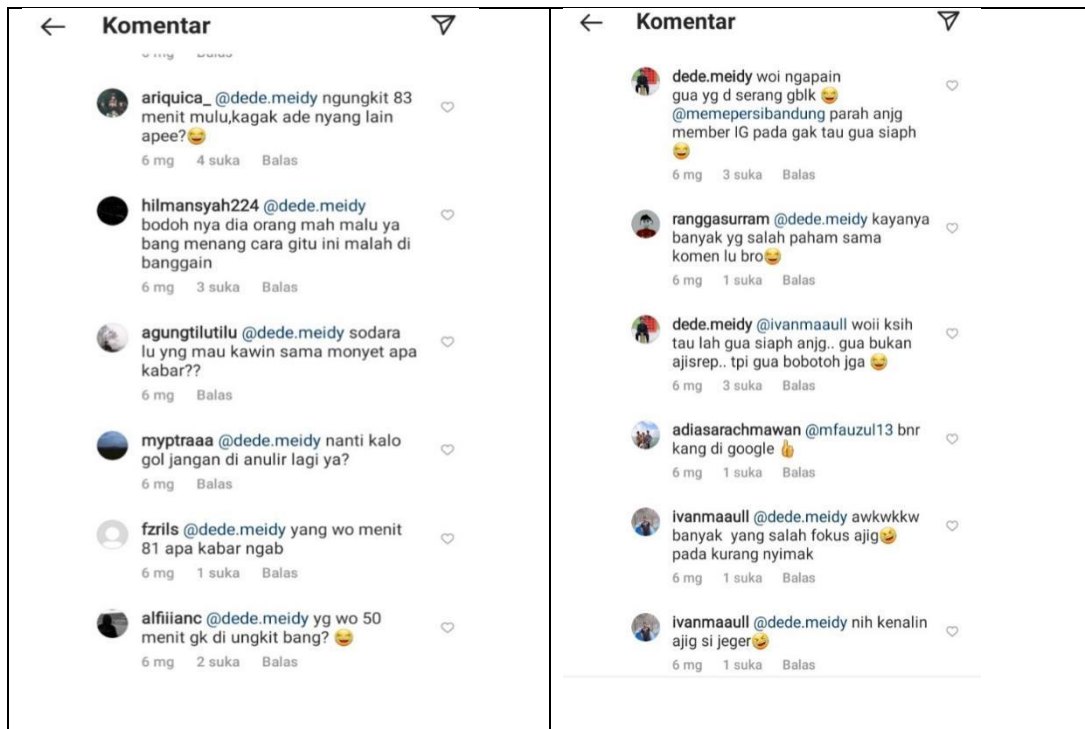 Komentar
ariquica_ @dede.meidy ngungkit 83
menit mulu,kagak ade nyang lain
apee?😂
6 mg 4 suka Balas
hilmansyah224 @dede.meidy
bodoh nya dia orang mah malu ya
bang menang cara gitu ini malah di
banggain
6 mg 3 suka Balas
agungtilutilu @dede.meidy sodara
lu yng mau kawin sama monyet apa
kabar??
6 mg Balas
myptraaa @dede.meidy nanti kalo
gol jangan di anulir lagi ya?
6 mg Balas
fzrils @dede.meidy yang wo menit
81 apa kabar ngab
6 mg 1 suka Balas
alfiiianc @dede.meidy yg wo 50
menit gk di ungkit bang? 😂
6 mg 2 suka Balas
Komentar
dede.meidy woi ngapain
gua yg d serang gblk 😂
@memepersibandung parah anjg
member IG pada gak tau gua siaph
😂
6 mg 3 suka Balas
ranggasurram @dede.meidy kayanya
banyak yg salah paham sama
komen lu bro😂
6 mg 1 suka Balas
dede.meidy @ivanmaaull woii ksih
tau lah gua siaph anjg.. gua bukan
ajisrep.. tpi gua bobotoh jga 😂
6 mg 3 suka Balas
adiasarachmawan @mfauzul13 bnr
kang di google 👍
6 mg 1 suka Balas
ivanmaaull @dede.meidy awkwkkw
banyak yang salah fokus ajig🤣
pada kurang nyimak
6 mg 1 suka Balas
ivanmaaull @dede.meidy nih kenalin
ajig si jeger🤣
6 mg 1 suka Balas